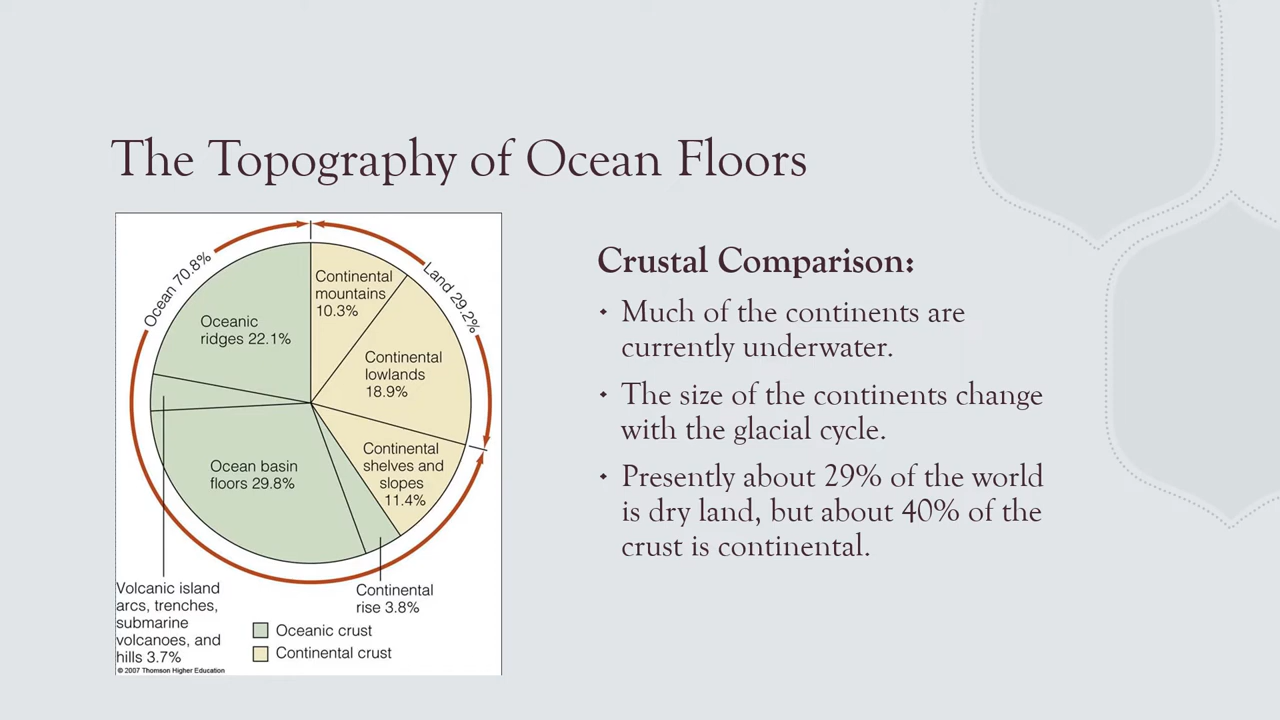 The Topography of Ocean Floors
Ocean 70.8%
Land 29.2%
Continental
mountains
10.3%
Oceanic
ridges 22.1%
Continental
lowlands
18.9%
Continental
shelves and
slopes
11.4%
Ocean basin
floors 29.8%
Volcanic island
arcs, trenches,
submarine
volcanoes, and
hills 3.7%
Continental
rise 3.8%
Oceanic crust
Continental crust
© 2007 Thomson Higher Education
Crustal Comparison:
• Much of the continents are
currently underwater.
• The size of the continents change
with the glacial cycle.
• Presently about 29% of the world
is dry land, but about 40% of the
crust is continental.